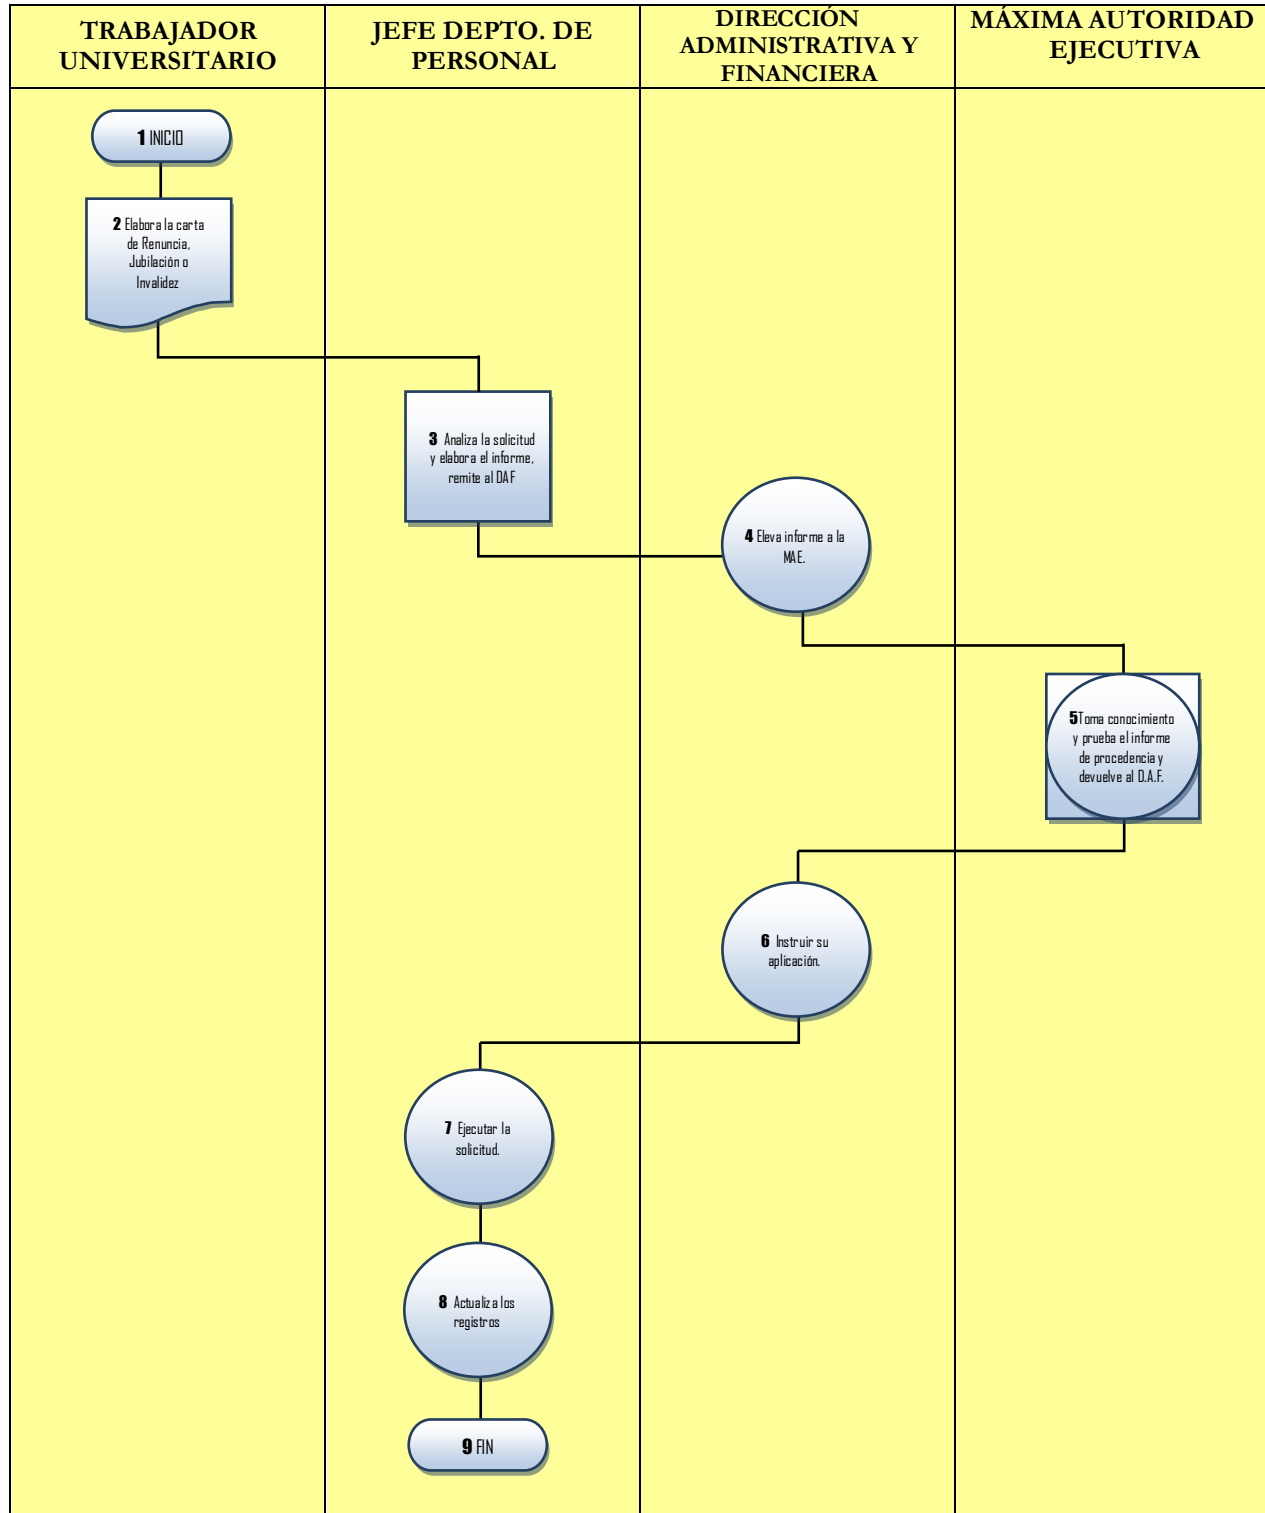 TRABAJADOR
UNIVERSITARIO
JEFE DEPTO. DE
PERSONAL
DIRECCIÓN
ADMINISTRATIVA Y
FINANCIERA
MÁXIMA AUTORIDAD
EJECUTIVA
1 INICIO
2 Elabora la carta
de Renuncia,
Jubilación o
Invalidez
3 Analiza la solicitud
y elabora el informe,
remite al DAF
4 Eleva informe a la
MAE.
5Toma conocimiento
y prueba el informe
de procedencia y
devuelve al D.A.F.
6 Instruir su
aplicación.
7 Ejecutar la
solicitud.
8 Actualiza los
registros
9 FIN